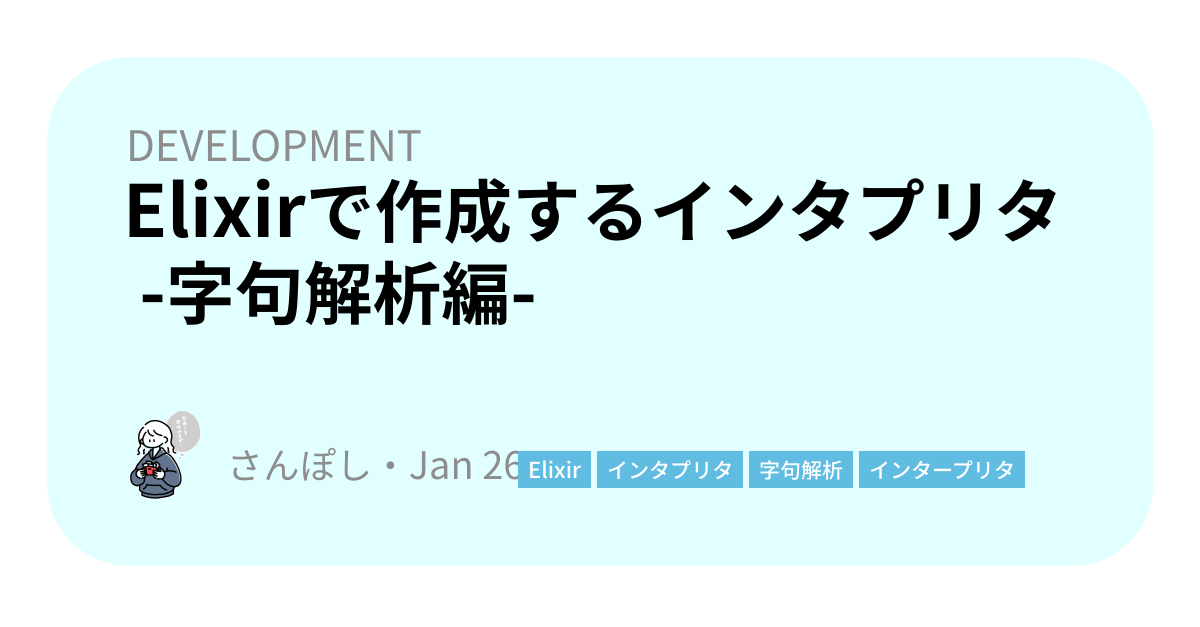 DEVELOPMENT
Elixirで作成するインタプリタ
-字句解析編-
さんぽし・Jan 26
Elixir
インタプリタ
字句解析
インタープリタ